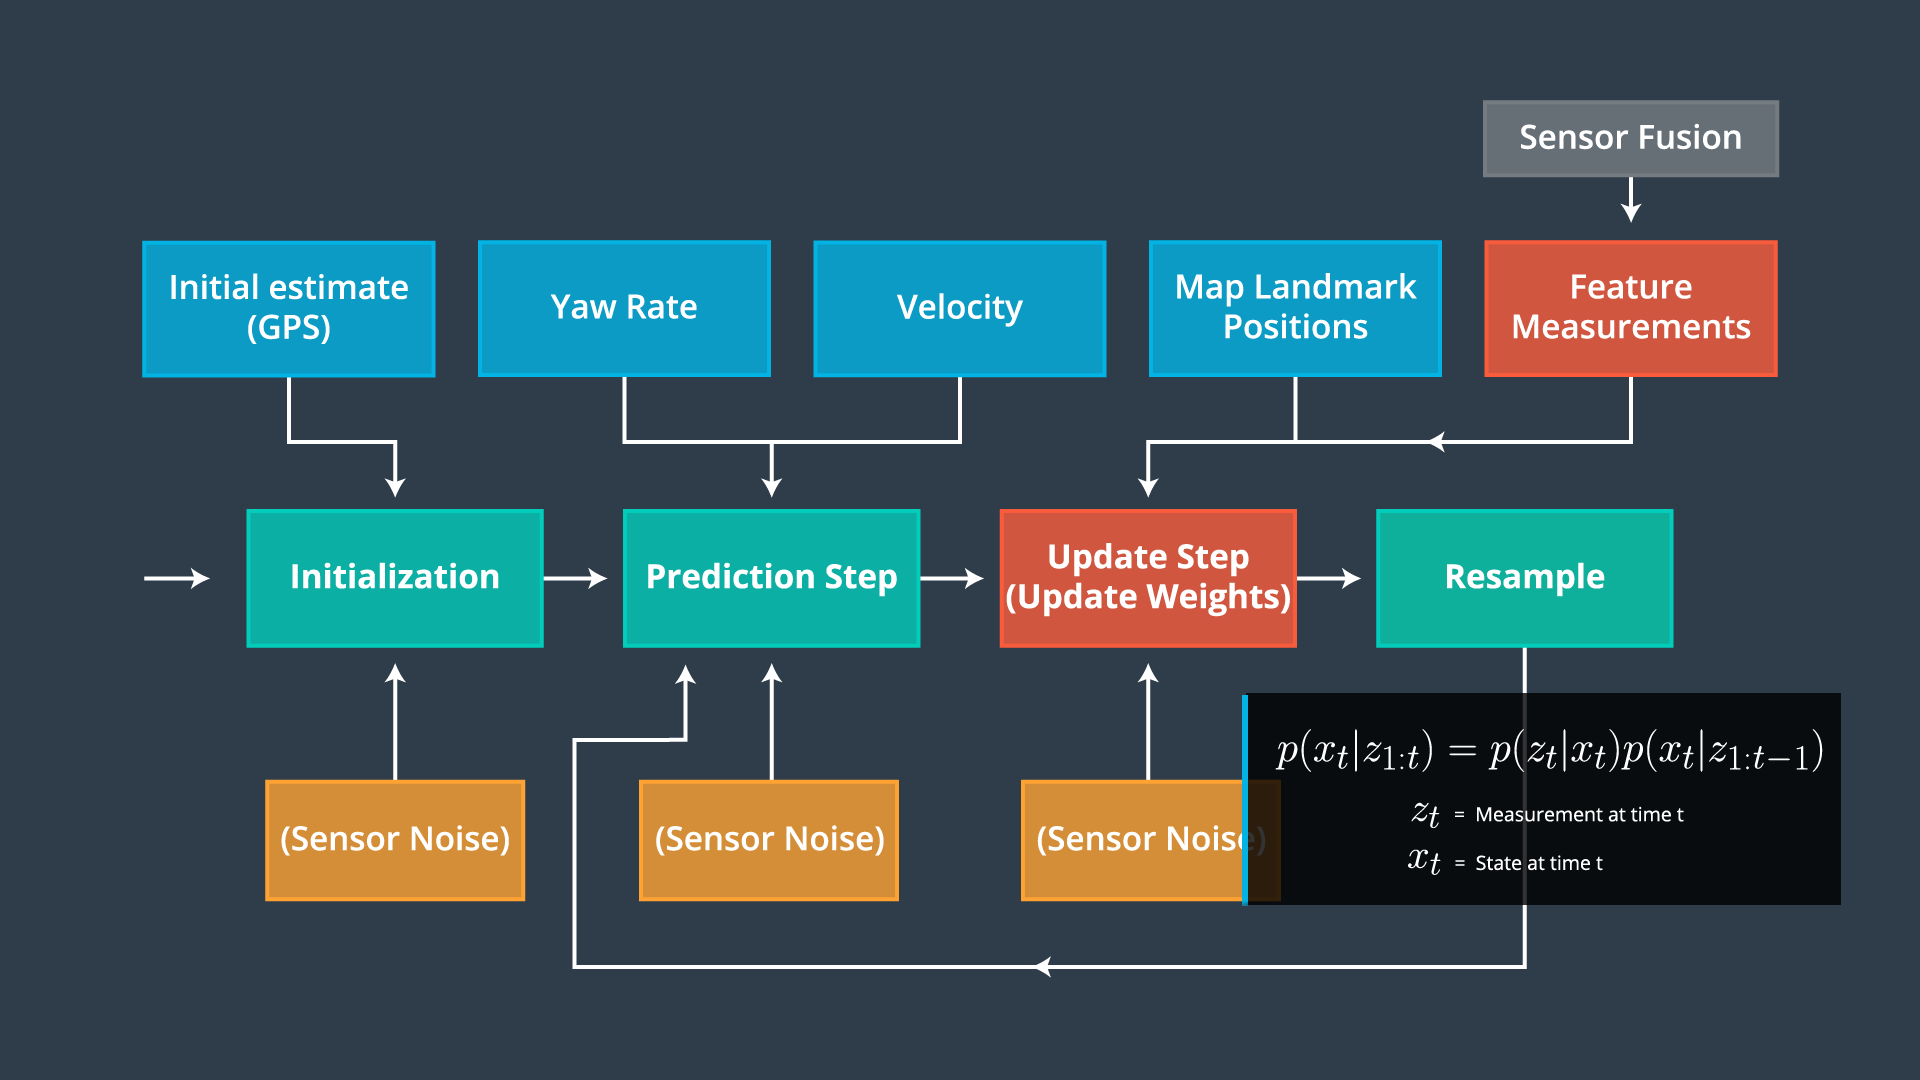 Sensor Fusion
Initial estimate
(GPS)
Yaw Rate
Velocity
Map Landmark
Positions
Feature
Measurements
Initialization
Prediction Step
Update Step
(Update Weights)
Resample
(Sensor Noise)
(Sensor Noise)
(Sensor Noise)
p(x_t|z_{1:t}) = p(z_t|x_t)p(x_t|z_{1:t−1})
z_t = Measurement at time t
x_t = State at time t